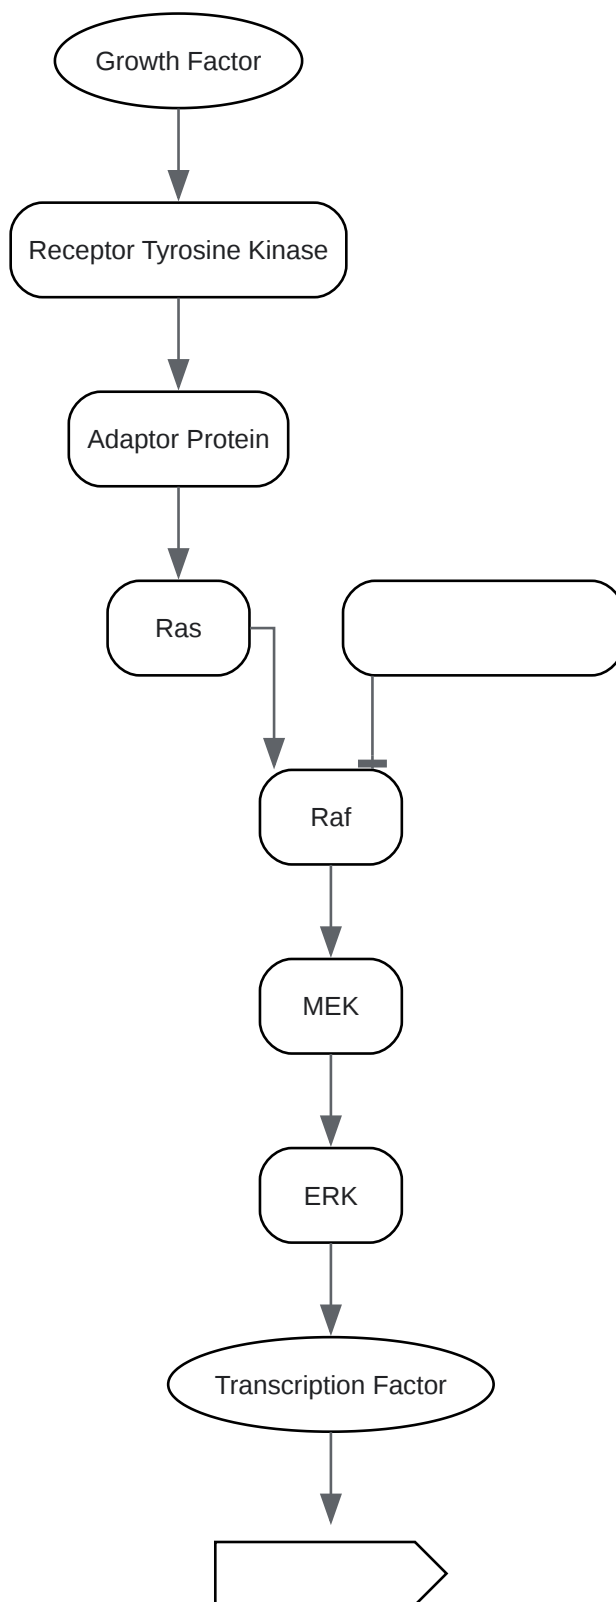 Growth Factor
Receptor Tyrosine Kinase
Adaptor Protein
Ras
Raf
MEK
ERK
Transcription Factor